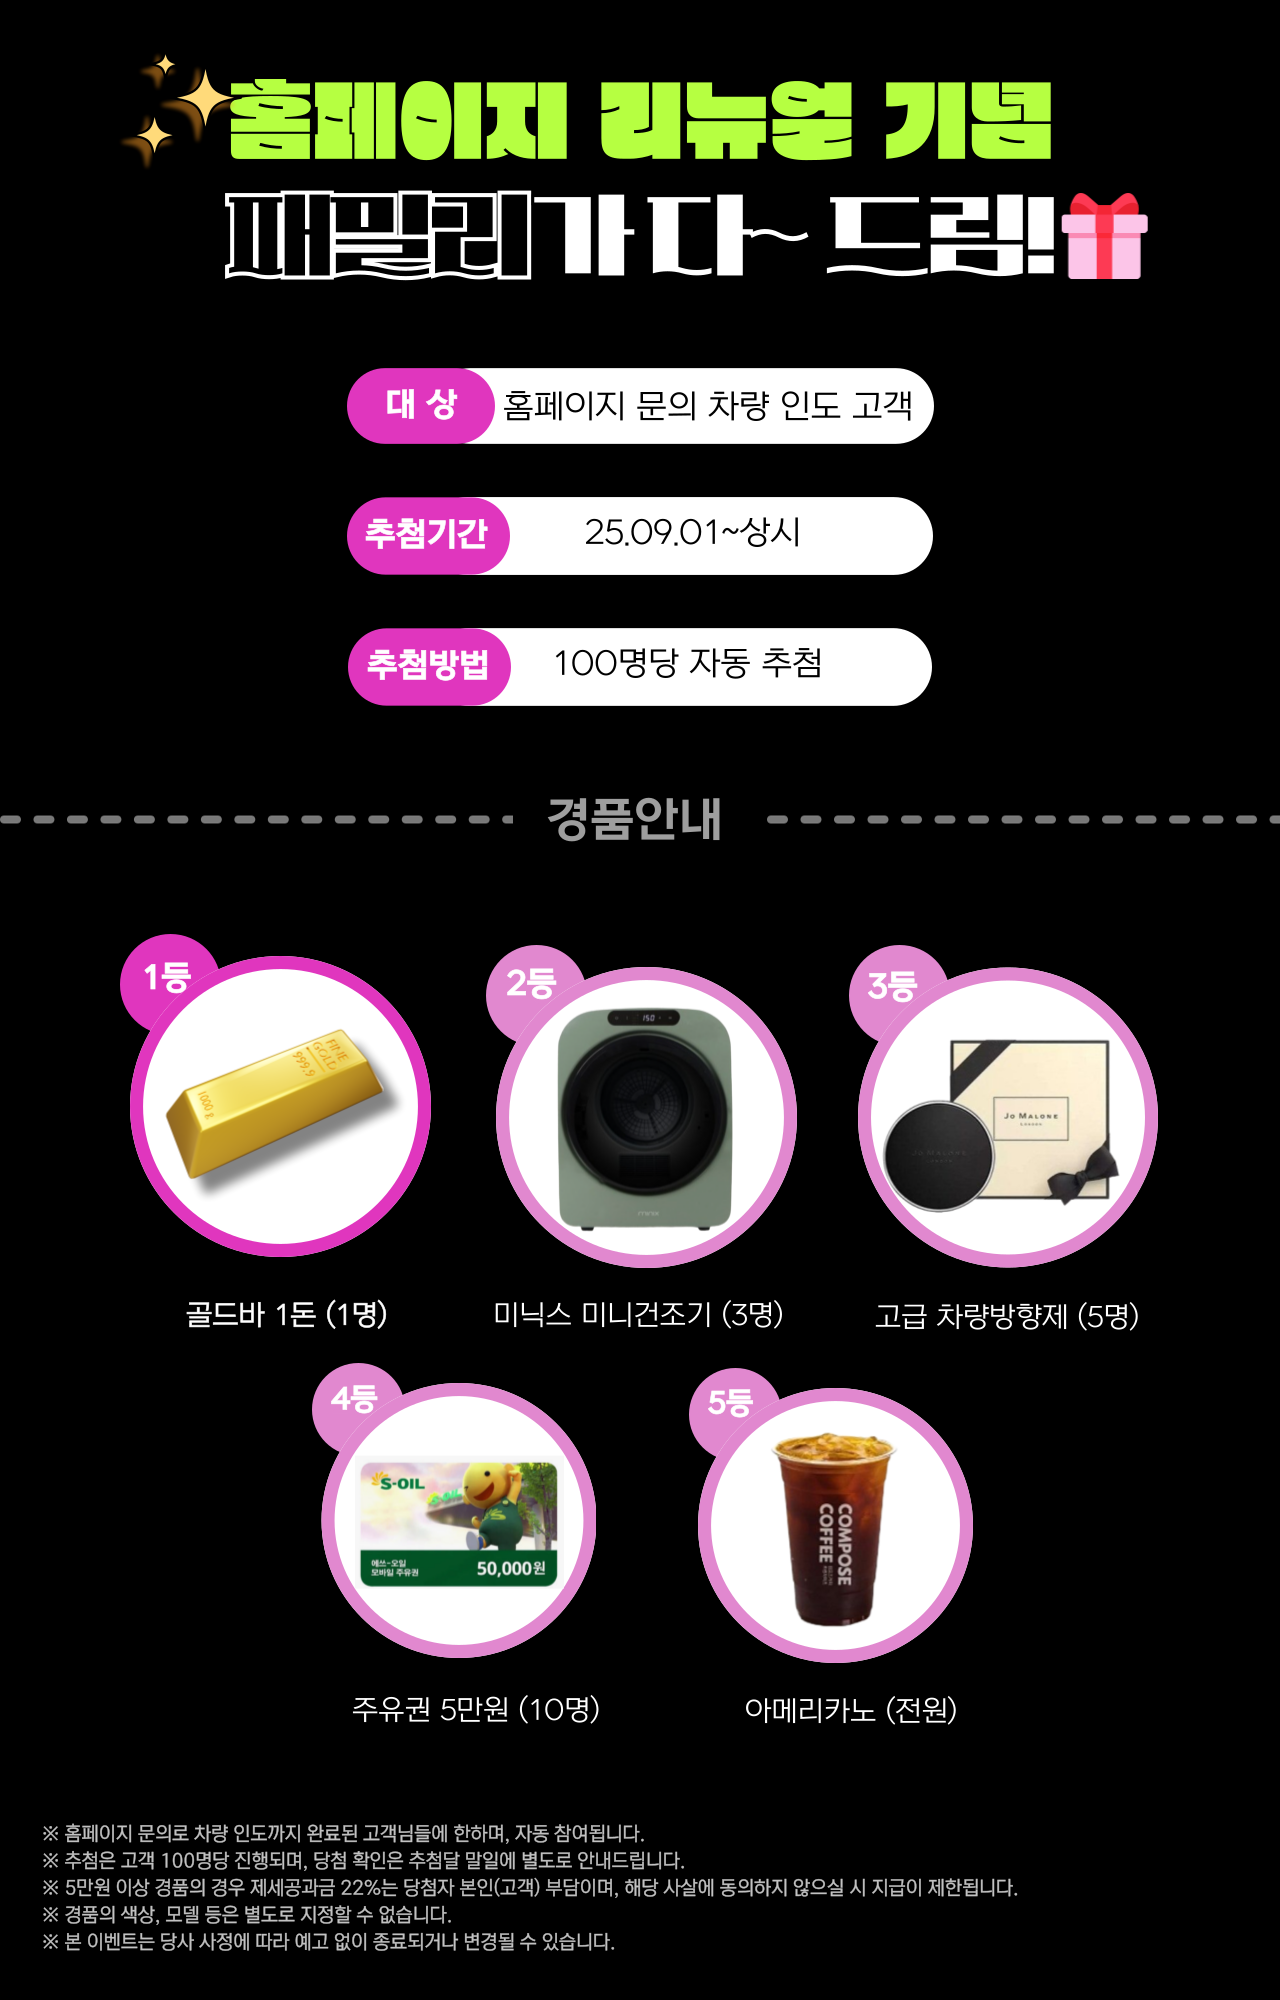 홈페이지 리뉴얼 기념
패밀리가 다~ 드림!
대 상 홈페이지 문의 차량 인도 고객
추첨기간 25.09.01~상시
추첨방법 100명당 자동 추첨
경품안내
1등
FINE
GOLD
999.9
1000 g
2등
15.0
3등
JO MALONE
LONDON
JO MALONE
골드바 1돈 (1명)
미닉스 미니건조기 (3명)
고급 차량방향제 (5명)
4등
S-OIL
S-OIL
에쓰-오일
모바일 주유권
50,000원
5등
COMPOSE
COFFEE
주유권 5만원 (10명)
아메리카노 (전원)
※ 홈페이지 문의로 차량 인도까지 완료된 고객님들에 한하며, 자동 참여됩니다.
※ 추첨은 고객 100명당 진행되며, 당첨 확인은 추첨달 말일에 별도로 안내드립니다.
※ 5만원 이상 경품의 경우 제세공과금 22%는 당첨자 본인(고객) 부담이며, 해당 사살에 동의하지 않으실 시 지급이 제한됩니다.
※ 경품의 색상, 모델 등은 별도로 지정할 수 없습니다.
※ 본 이벤트는 당사 사정에 따라 예고 없이 종료되거나 변경될 수 있습니다.